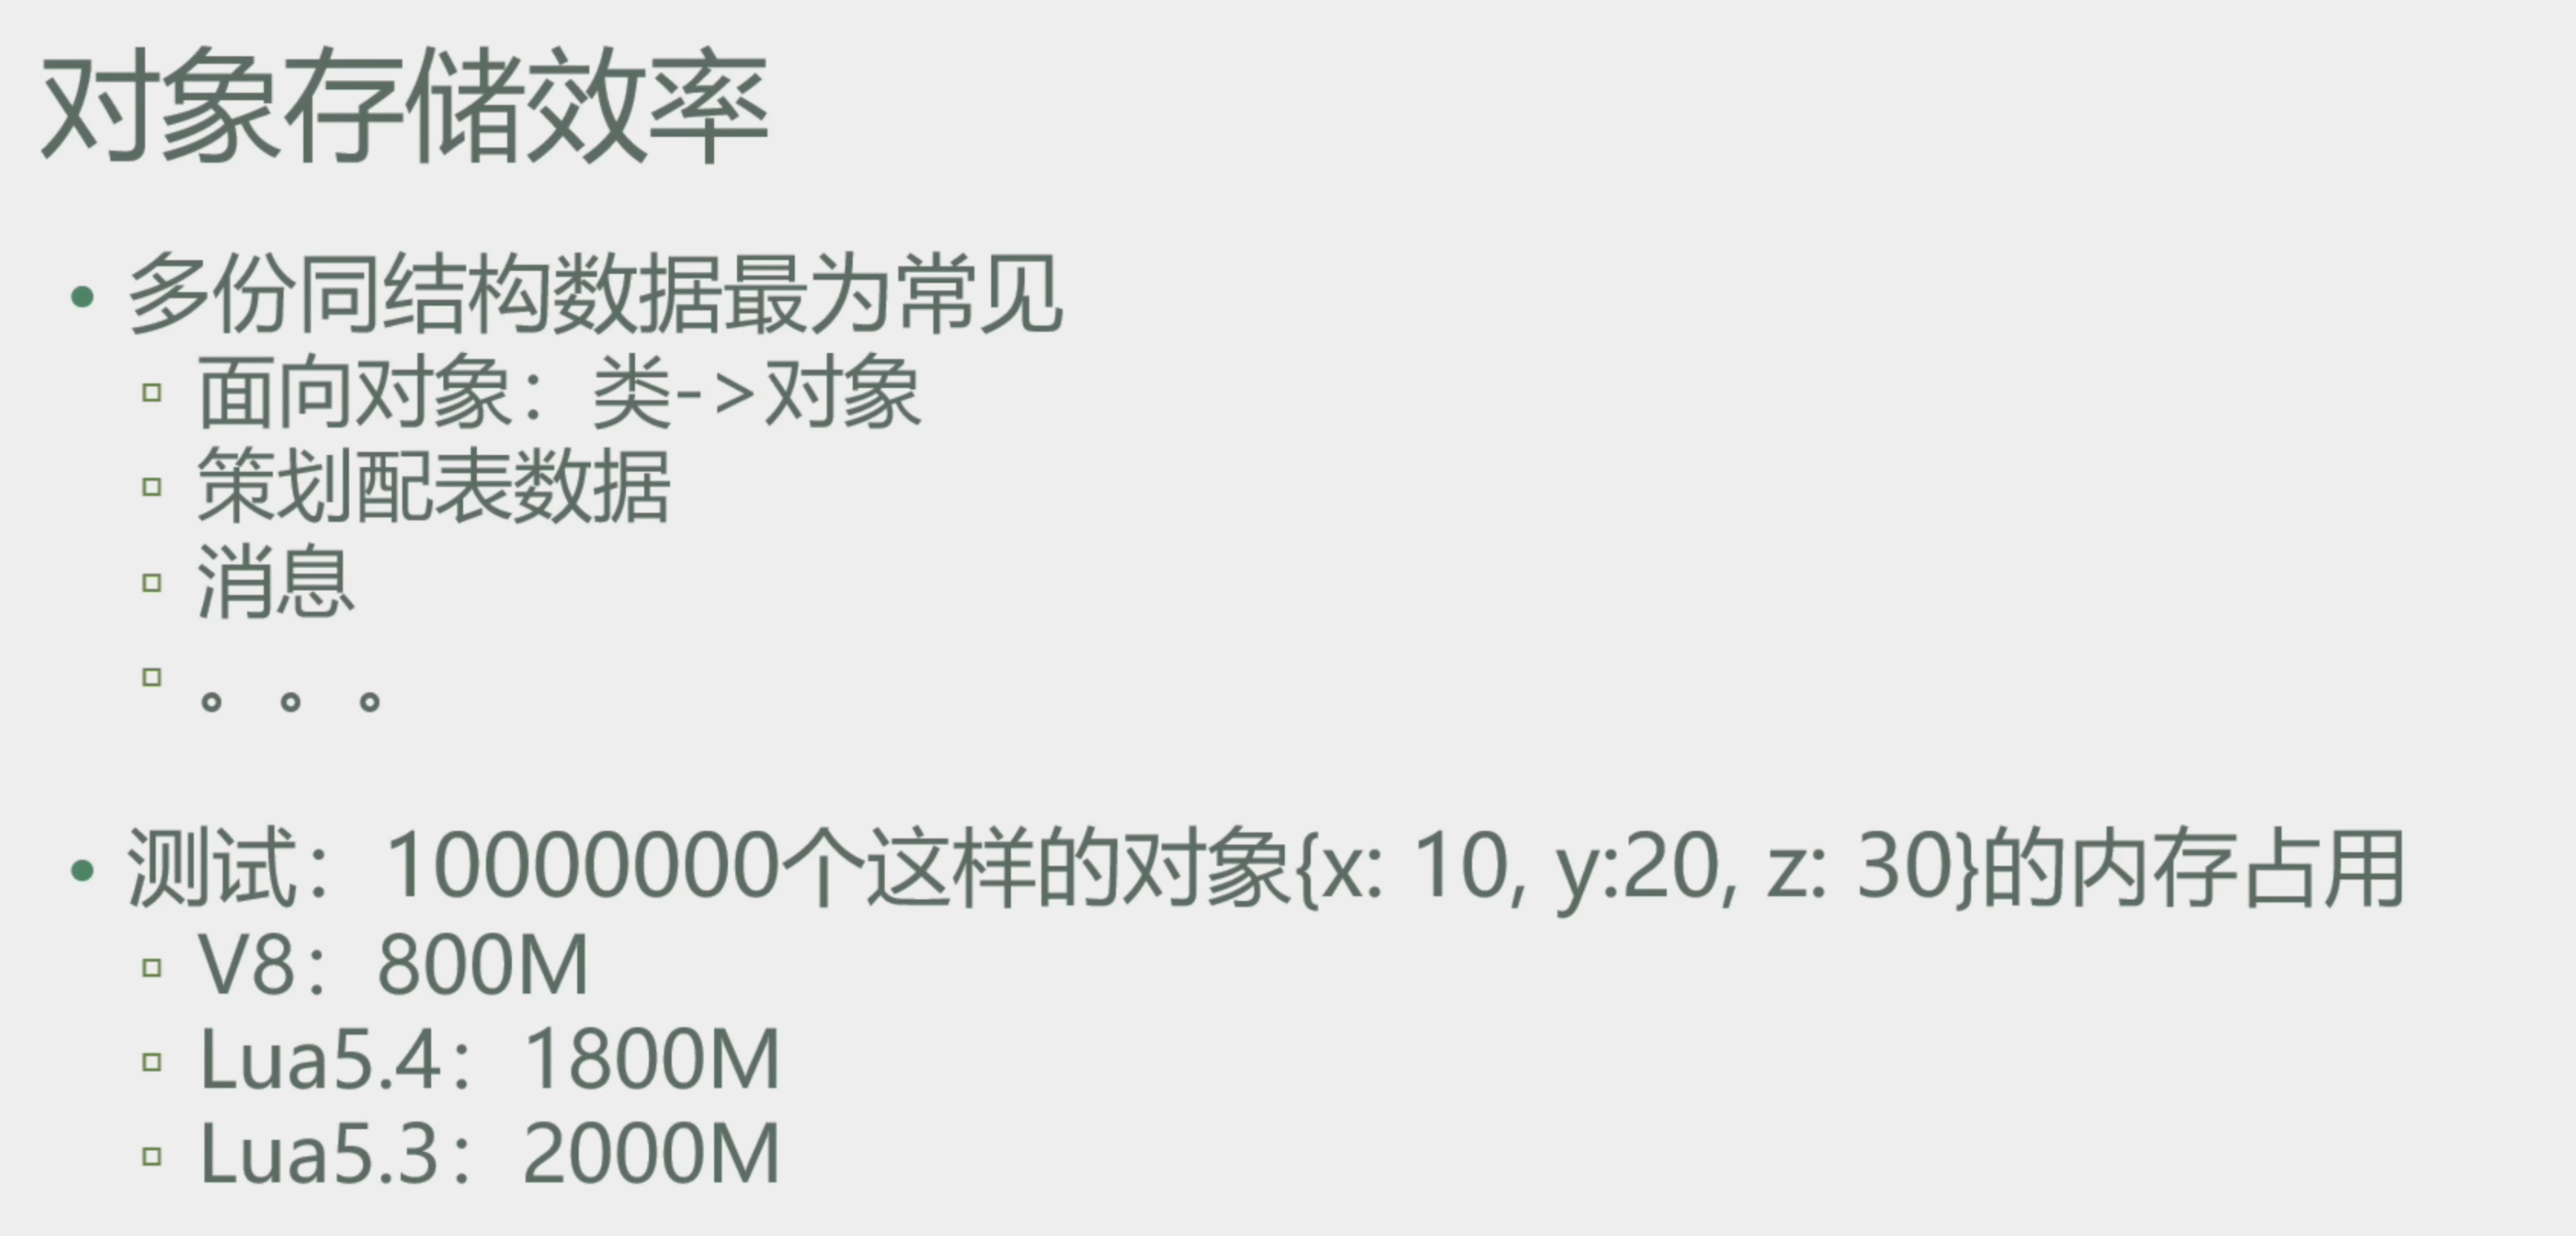 对象存储效率
• 多份同结构数据最为常见
▫ 面向对象：类->对象
▫ 策划配表数据
▫ 消息
▫ 。。。
• 测试：10000000个这样的对象{x: 10, y:20, z: 30}的内存占用
▫ V8：800M
▫ Lua5.4：1800M
▫ Lua5.3：2000M